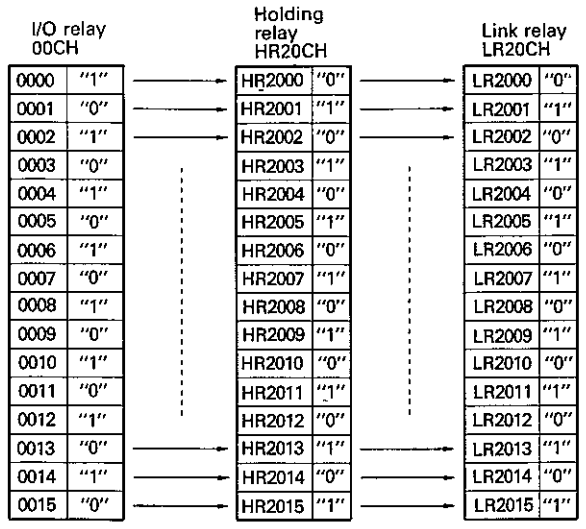 I/O relay
00CH
Holding
relay
HR20CH
Link relay
LR20CH
0000 "1" HR2000 "0" LR2000 "0"
0001 "0" HR2001 "1" LR2001 "1"
0002 "1" HR2002 "0" LR2002 "0"
0003 "0" HR2003 "1" LR2003 "1"
0004 "1" HR2004 "0" LR2004 "0"
0005 "0" HR2005 "1" LR2005 "1"
0006 "1" HR2006 "0" LR2006 "0"
0007 "0" HR2007 "1" LR2007 "1"
0008 "1" HR2008 "0" LR2008 "0"
0009 "0" HR2009 "1" LR2009 "1"
0010 "1" HR2010 "0" LR2010 "0"
0011 "0" HR2011 "1" LR2011 "1"
0012 "1" HR2012 "0" LR2012 "0"
0013 "0" HR2013 "1" LR2013 "1"
0014 "1" HR2014 "0" LR2014 "0"
0015 "0" HR2015 "1" LR2015 "1"